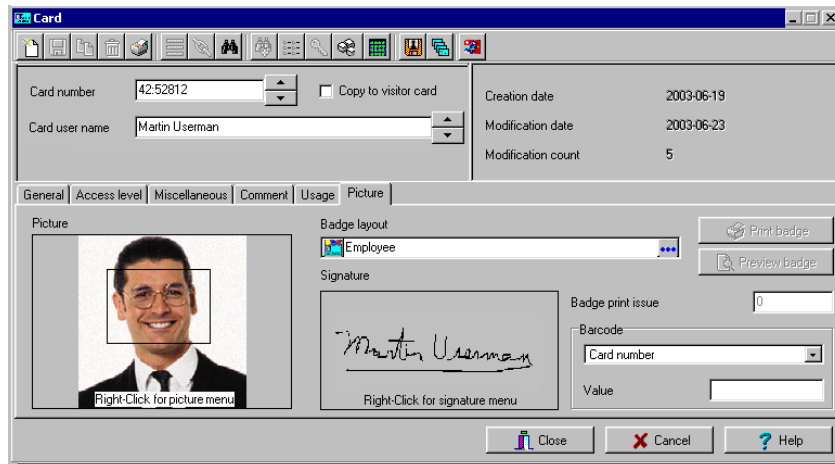 Card
Card number
42:52812
Copy to visitor card
Card user name
Martin Userman
Creation date
2003-06-19
Modification date
2003-06-23
Modification count
5
General
Access level
Miscellaneous
Comment
Usage
Picture
Picture
Right-Click for picture menu
Badge layout
Employee
...
Signature
Martin Userman
Right-Click for signature menu
Print badge
Preview badge
Badge print issue
0
Barcode
Card number
Value
Close
Cancel
? Help